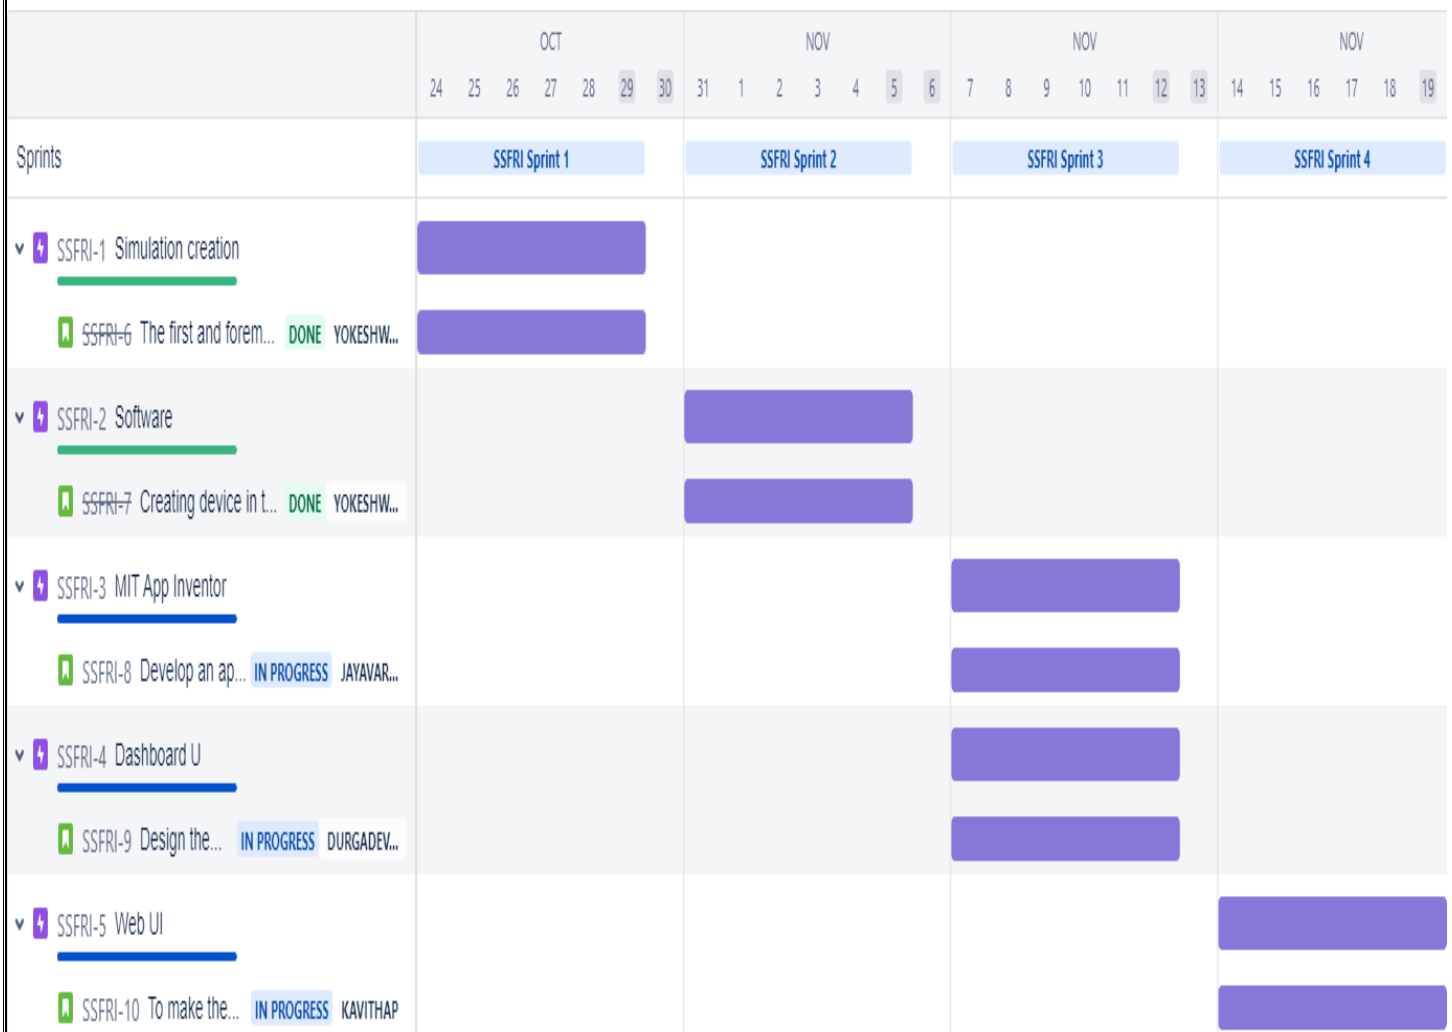 OCT NOV NOV NOV
24 25 26 27 28 29 30 31 1 2 3 4 5 6 7 8 9 10 11 12 13 14 15 16 17 18 19
Sprints SSFRI Sprint 1 SSFRI Sprint 2 SSFRI Sprint 3 SSFRI Sprint 4
SSFRI-1 Simulation creation
SSFRI-6 The first and forem... DONE YOKESHW...
SSFRI-2 Software
SSFRI-7 Creating device in t... DONE YOKESHW...
SSFRI-3 MIT App Inventor
SSFRI-8 Develop an ap... IN PROGRESS JAYAVAR...
SSFRI-4 Dashboard U
SSFRI-9 Design the... IN PROGRESS DURGADEV...
SSFRI-5 Web UI
SSFRI-10 To make the... IN PROGRESS KAVITHAP